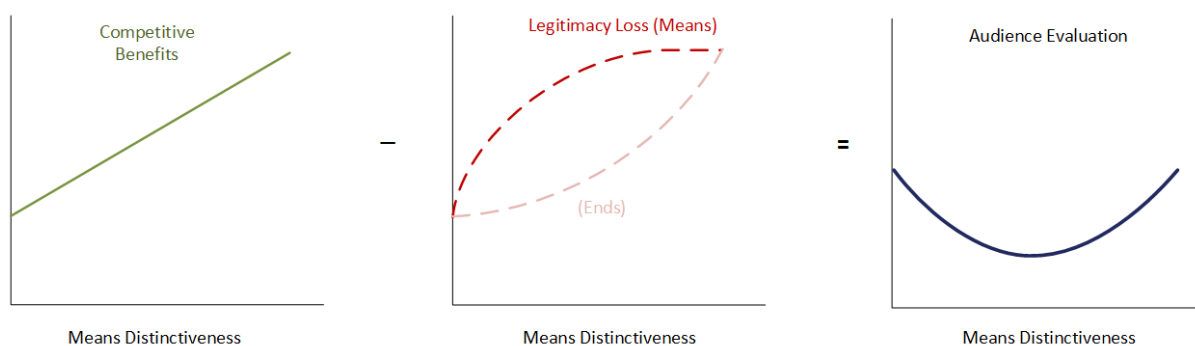 Competitive
Benefits
Means Distinctiveness
–
Legitimacy Loss (Means)
(Ends)
Means Distinctiveness
=
Audience Evaluation
Means Distinctiveness